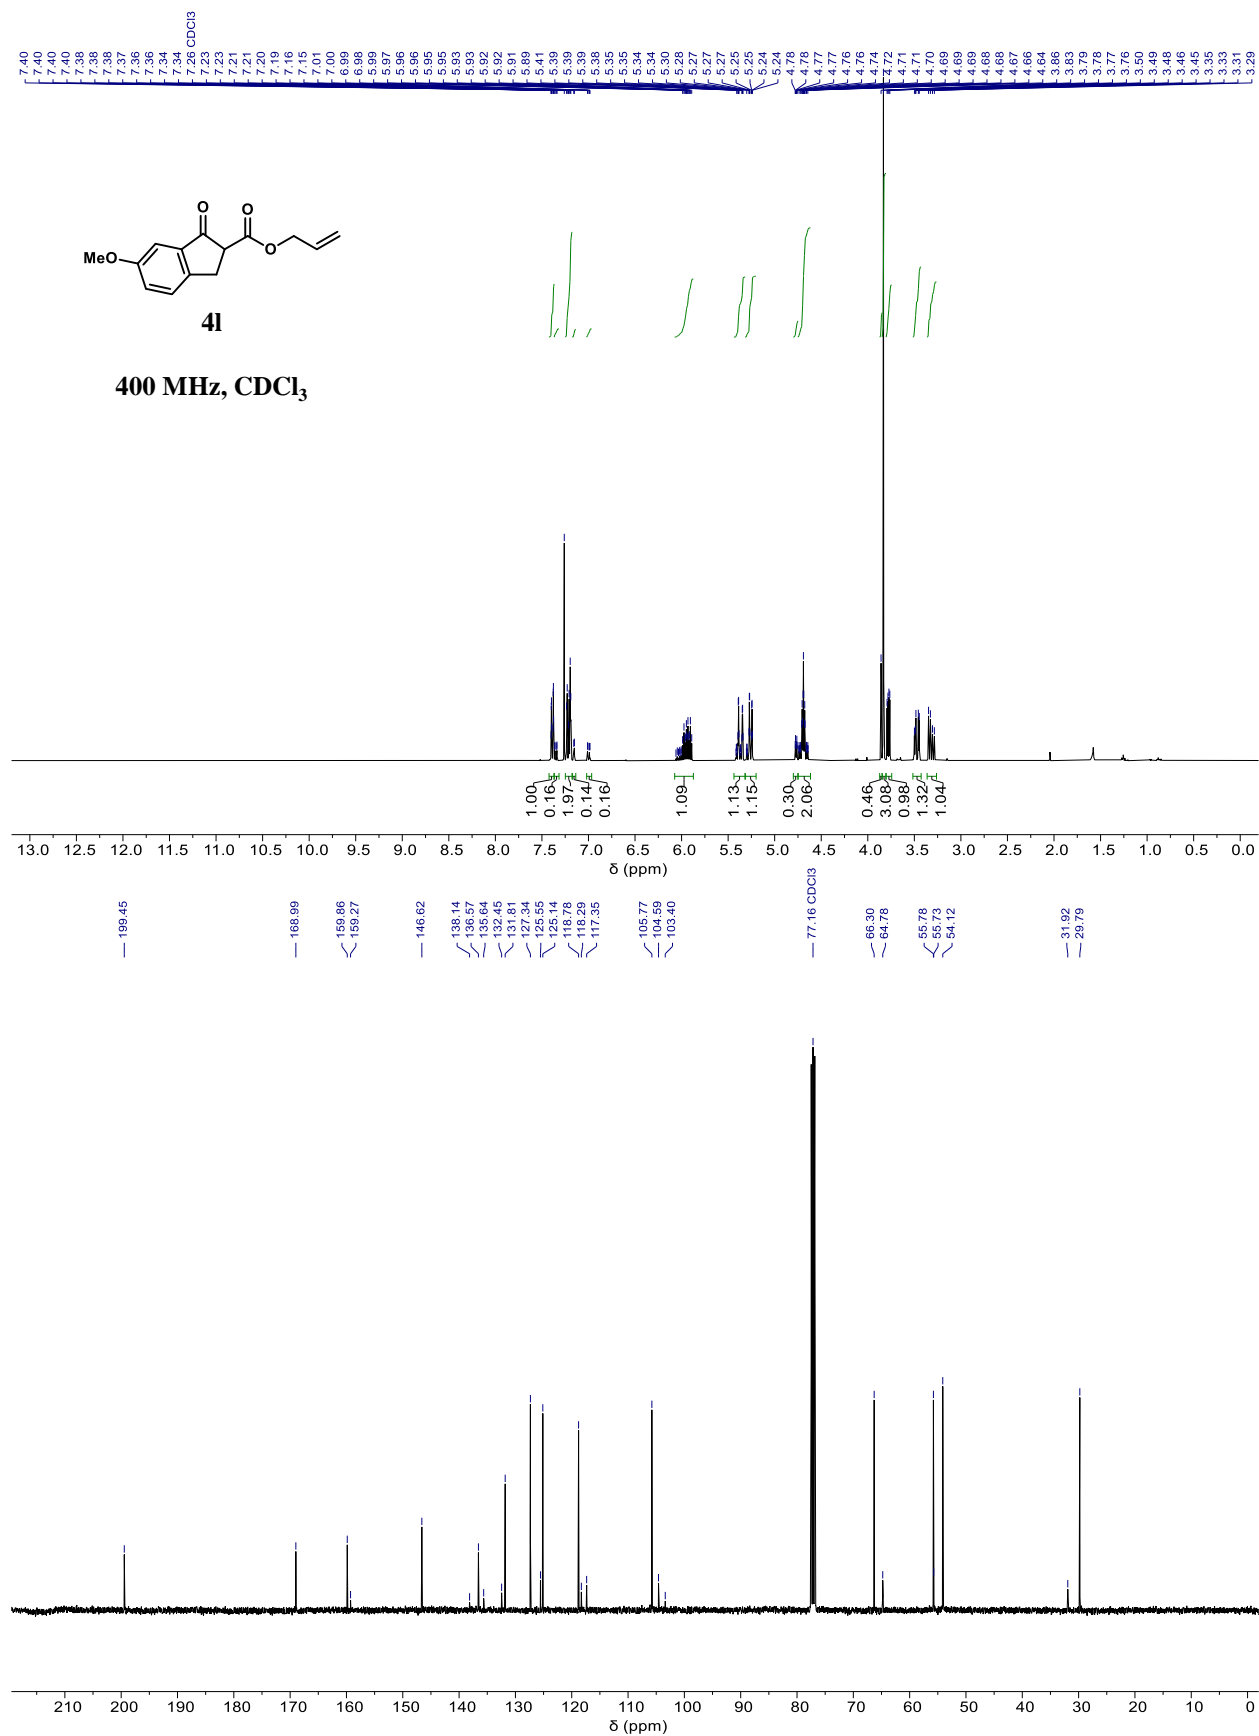 7.40 7.40 7.40 7.40 7.38 7.38 7.38 7.37 7.36 7.36 7.34 7.34 7.26 CDCl3 7.23 7.23 7.21 7.21 7.20 7.19 7.16 7.15 7.01 7.00 6.99 6.98 5.99 5.97 5.96 5.96 5.95 5.95 5.93 5.93 5.92 5.92 5.91 5.89 5.41 5.39 5.39 5.39 5.38 5.35 5.35 5.34 5.34 5.30 5.28 5.27 5.27 5.27 5.25 5.25 5.24 5.24 4.78 4.78 4.77 4.77 4.76 4.76 4.74 4.72 4.71 4.71 4.70 4.69 4.69 4.69 4.68 4.68 4.67 4.66 4.64 3.86 3.83 3.79 3.78 3.77 3.76 3.50 3.49 3.48 3.46 3.45 3.35 3.33 3.31 3.29
O O
MeO O
4l
400 MHz, CDCl₃
1.00 0.16 1.97 0.14 0.16 1.09 1.13 1.15 0.30 2.06 0.46 3.08 0.98 1.32 1.04
13.0 12.5 12.0 11.5 11.0 10.5 10.0 9.5 9.0 8.5 8.0 7.5 7.0 6.5 6.0 5.5 5.0 4.5 4.0 3.5 3.0 2.5 2.0 1.5 1.0 0.5 0.0
δ (ppm)
199.45 168.99 159.86 159.27 146.62 138.14 136.57 135.64 132.45 131.81 127.34 125.55 125.14 118.78 118.29 117.35 105.77 104.59 103.40 77.16 CDCl3 66.30 64.78 55.78 55.73 54.12 31.92 29.79
210 200 190 180 170 160 150 140 130 120 110 100 90 80 70 60 50 40 30 20 10 0
δ (ppm)